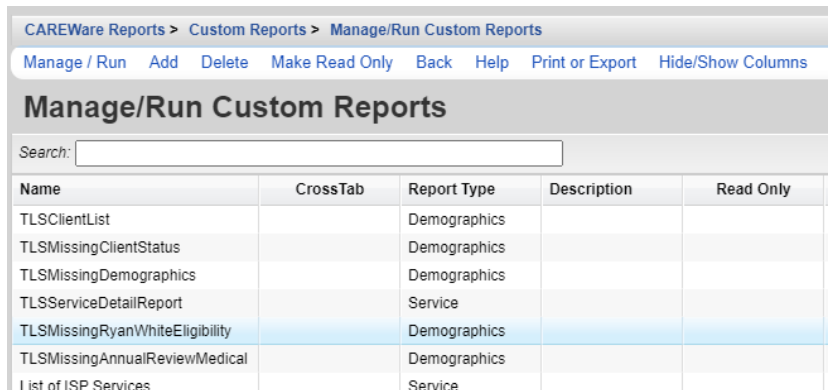 CAREWare Reports > Custom Reports > Manage/Run Custom Reports
Manage / Run Add Delete Make Read Only Back Help Print or Export Hide/Show Columns
Manage/Run Custom Reports
Search:
Name CrossTab Report Type Description Read Only
TLSClientList Demographics
TLSMissingClientStatus Demographics
TLSMissingDemographics Demographics
TLSServiceDetailReport Service
TLSMissingRyanWhiteEligibility Demographics
TLSMissingAnnualReviewMedical Demographics
List of ISP Services Service